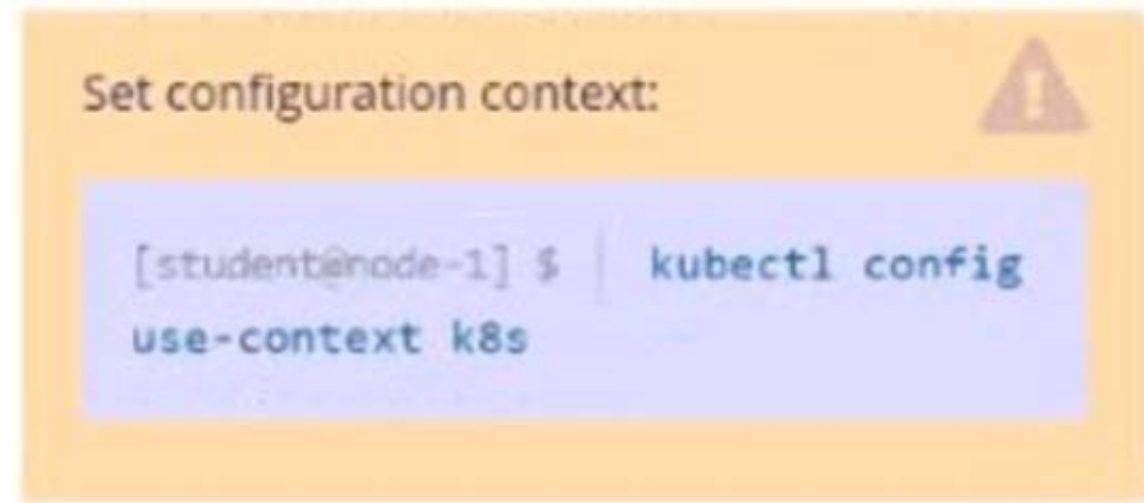 Set configuration context:
[student@node-1] $ | kubectl config
use-context k8s